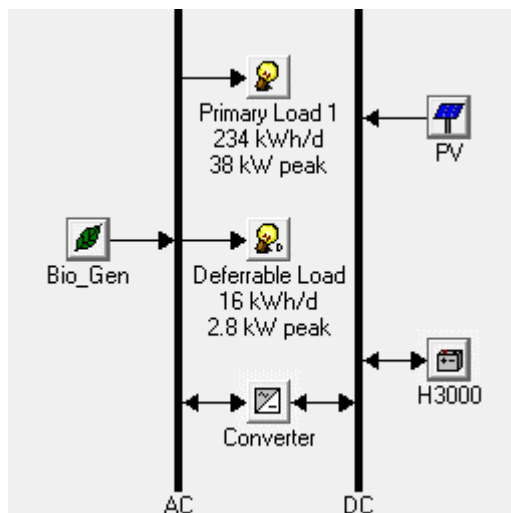 Primary Load 1
234 kWh/d
38 kW peak
PV
Bio_Gen
Deferrable Load
16 kWh/d
2.8 kW peak
H3000
Converter
AC
DC